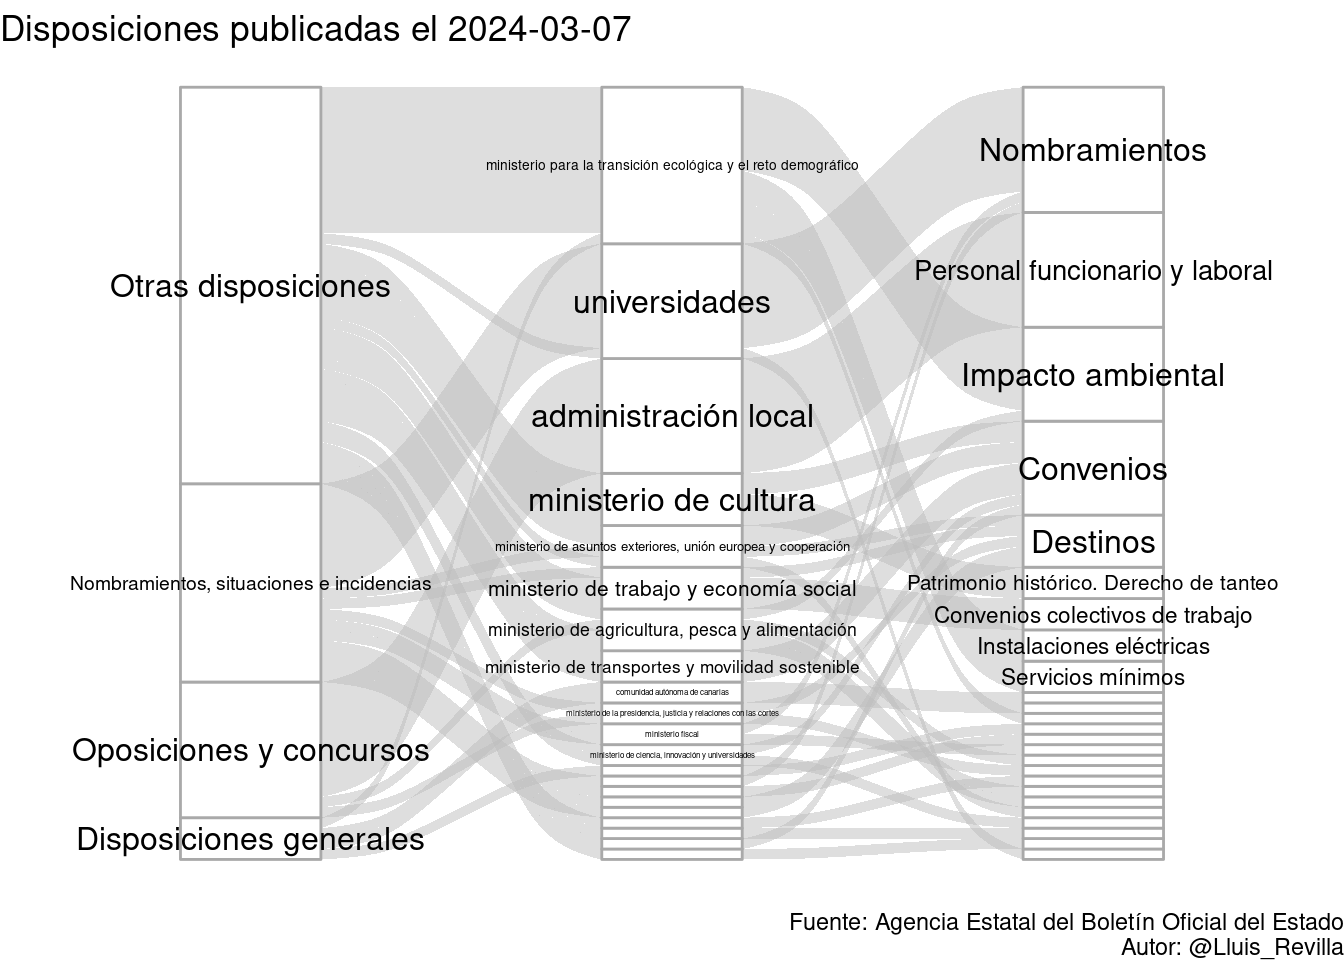 Disposiciones publicadas el 2024-03-07
Otras disposiciones
Nombramientos, situaciones e incidencias
Oposiciones y concursos
Disposiciones generales
ministerio para la transición ecológica y el reto demográfico
universidades
administración local
ministerio de cultura
ministerio de asuntos exteriores, unión europea y cooperación
ministerio de trabajo y economía social
ministerio de agricultura, pesca y alimentación
ministerio de transportes y movilidad sostenible
comunidad autónoma de canarias
ministerio de la presidencia, justicia y relaciones con las cortes
ministerio fiscal
ministerio de ciencia, innovación y universidades
Nombramientos
Personal funcionario y laboral
Impacto ambiental
Convenios
Destinos
Patrimonio histórico. Derecho de tanteo
Convenios colectivos de trabajo
Instalaciones eléctricas
Servicios mínimos
Fuente: Agencia Estatal del Boletín Oficial del Estado
Autor: @Lluis_Revilla